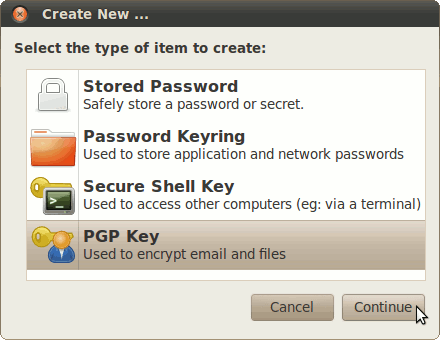 Create New ...
Select the type of item to create:
Stored Password
Safely store a password or secret.
Password Keyring
Used to store application and network passwords
Secure Shell Key
Used to access other computers (eg: via a terminal)
PGP Key
Used to encrypt email and files
Cancel
Continue